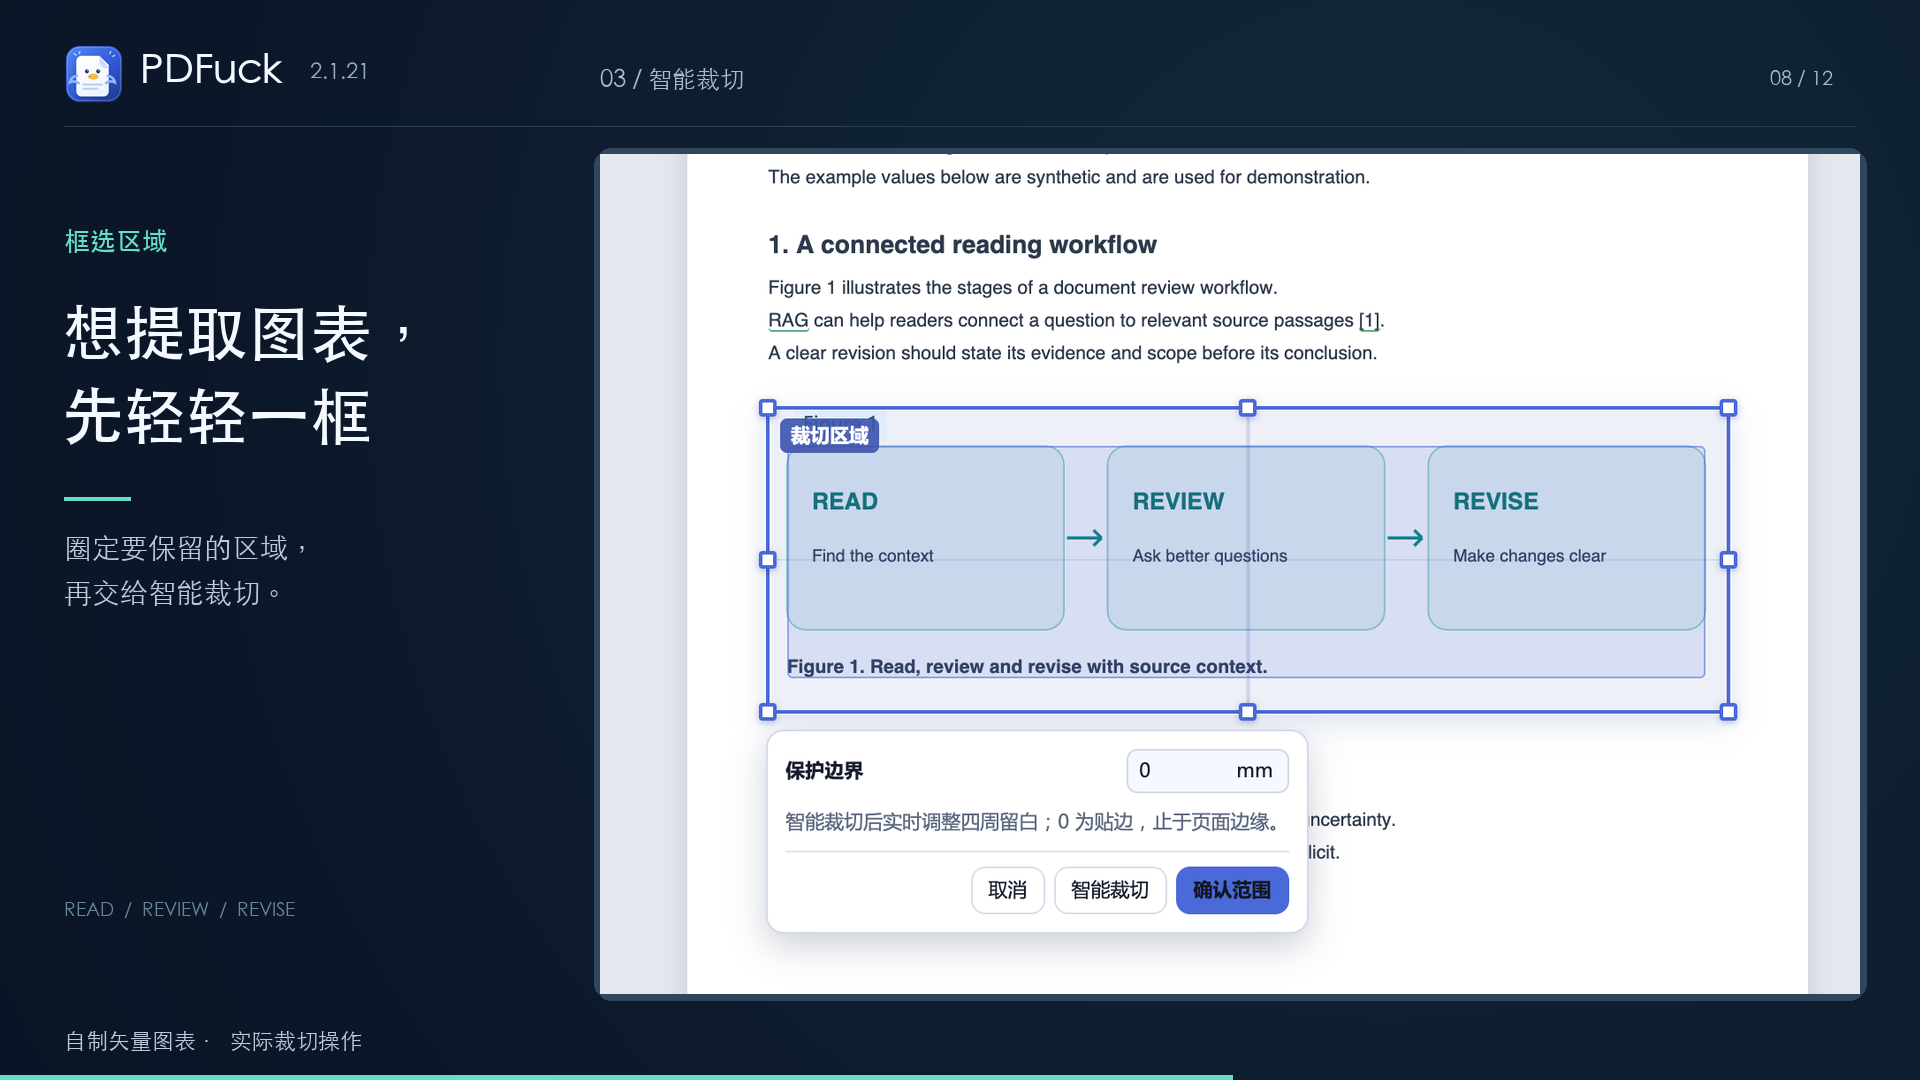 PDFuck 2.1.21
03 / 智能裁切
08 / 12
框选区域
想提取图表，
先轻轻一框
圈定要保留的区域，
再交给智能裁切。
READ / REVIEW / REVISE
自制矢量图表 · 实际裁切操作
The example values below are synthetic and are used for demonstration.
1. A connected reading workflow
Figure 1 illustrates the stages of a document review workflow.
RAG can help readers connect a question to relevant source passages [1].
A clear revision should state its evidence and scope before its conclusion.
Figure 1
裁切区域
READ
Find the context
REVIEW
Ask better questions
REVISE
Make changes clear
Figure 1. Read, review and revise with source context.
保护边界
0 mm
智能裁切后实时调整四周留白；0 为贴边，止于页面边缘。
取消
智能裁切
确认范围
ncertainty.
licit.